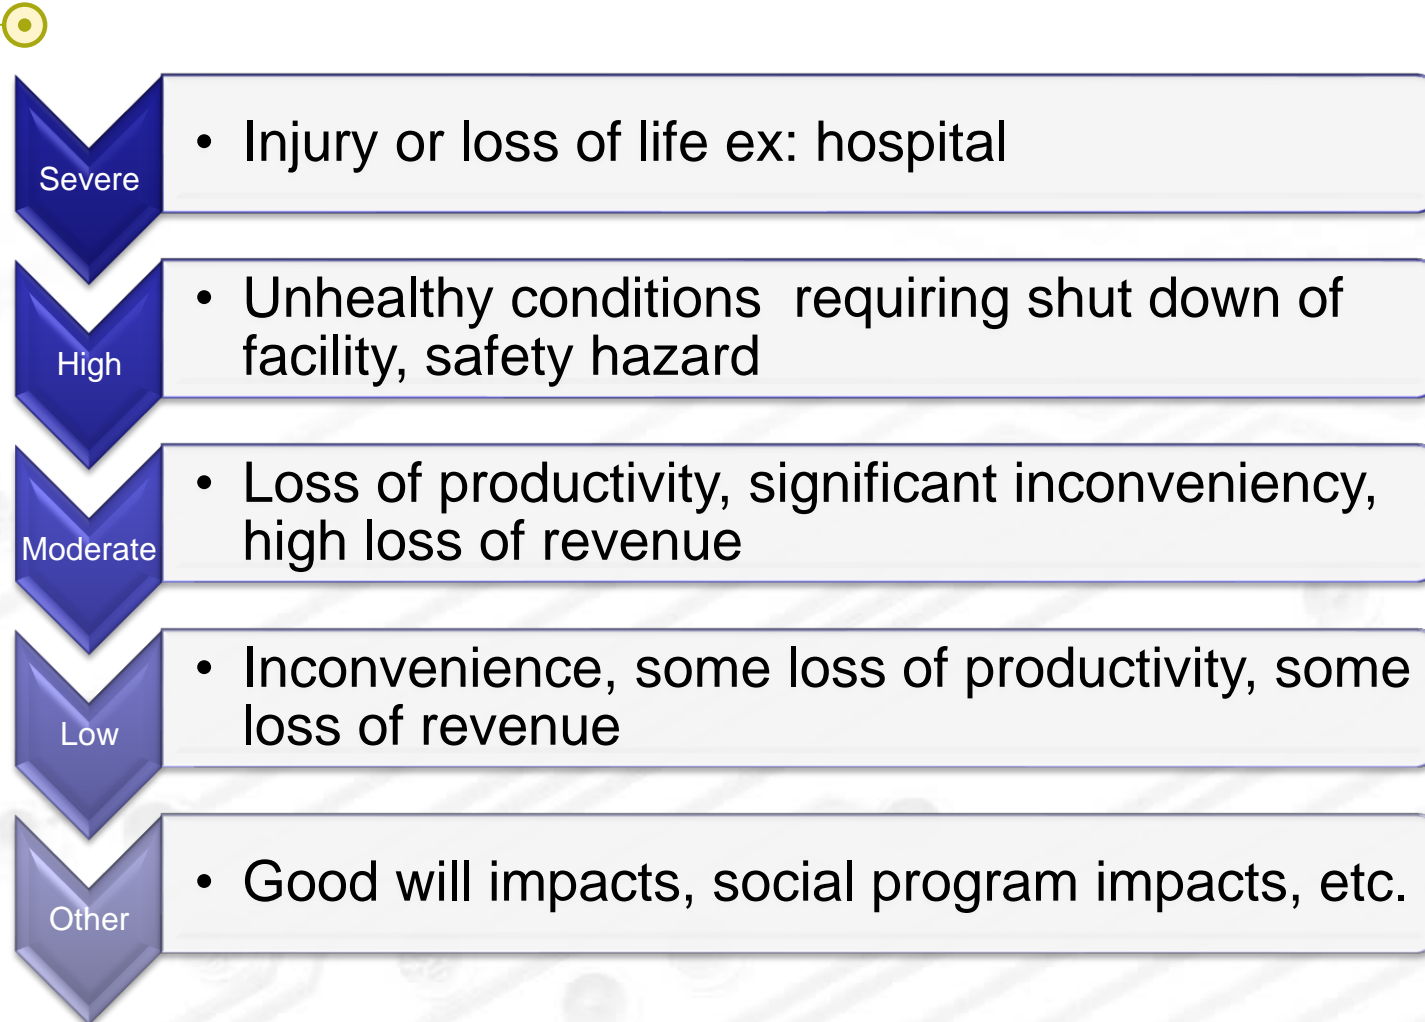 Severe
• Injury or loss of life ex: hospital
High
• Unhealthy conditions  requiring shut down of
facility, safety hazard
Moderate
• Loss of productivity, significant inconveniency,
high loss of revenue
Low
• Inconvenience, some loss of productivity, some
loss of revenue
Other
• Good will impacts, social program impacts, etc.